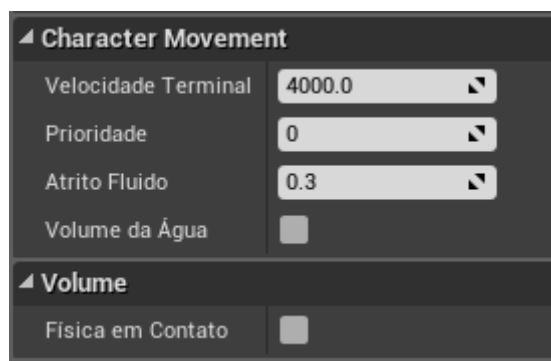 Character Movement
Velocidade Terminal 4000.0
Prioridade 0
Atrito Fluido 0.3
Volume da Água
Volume
Física em Contato